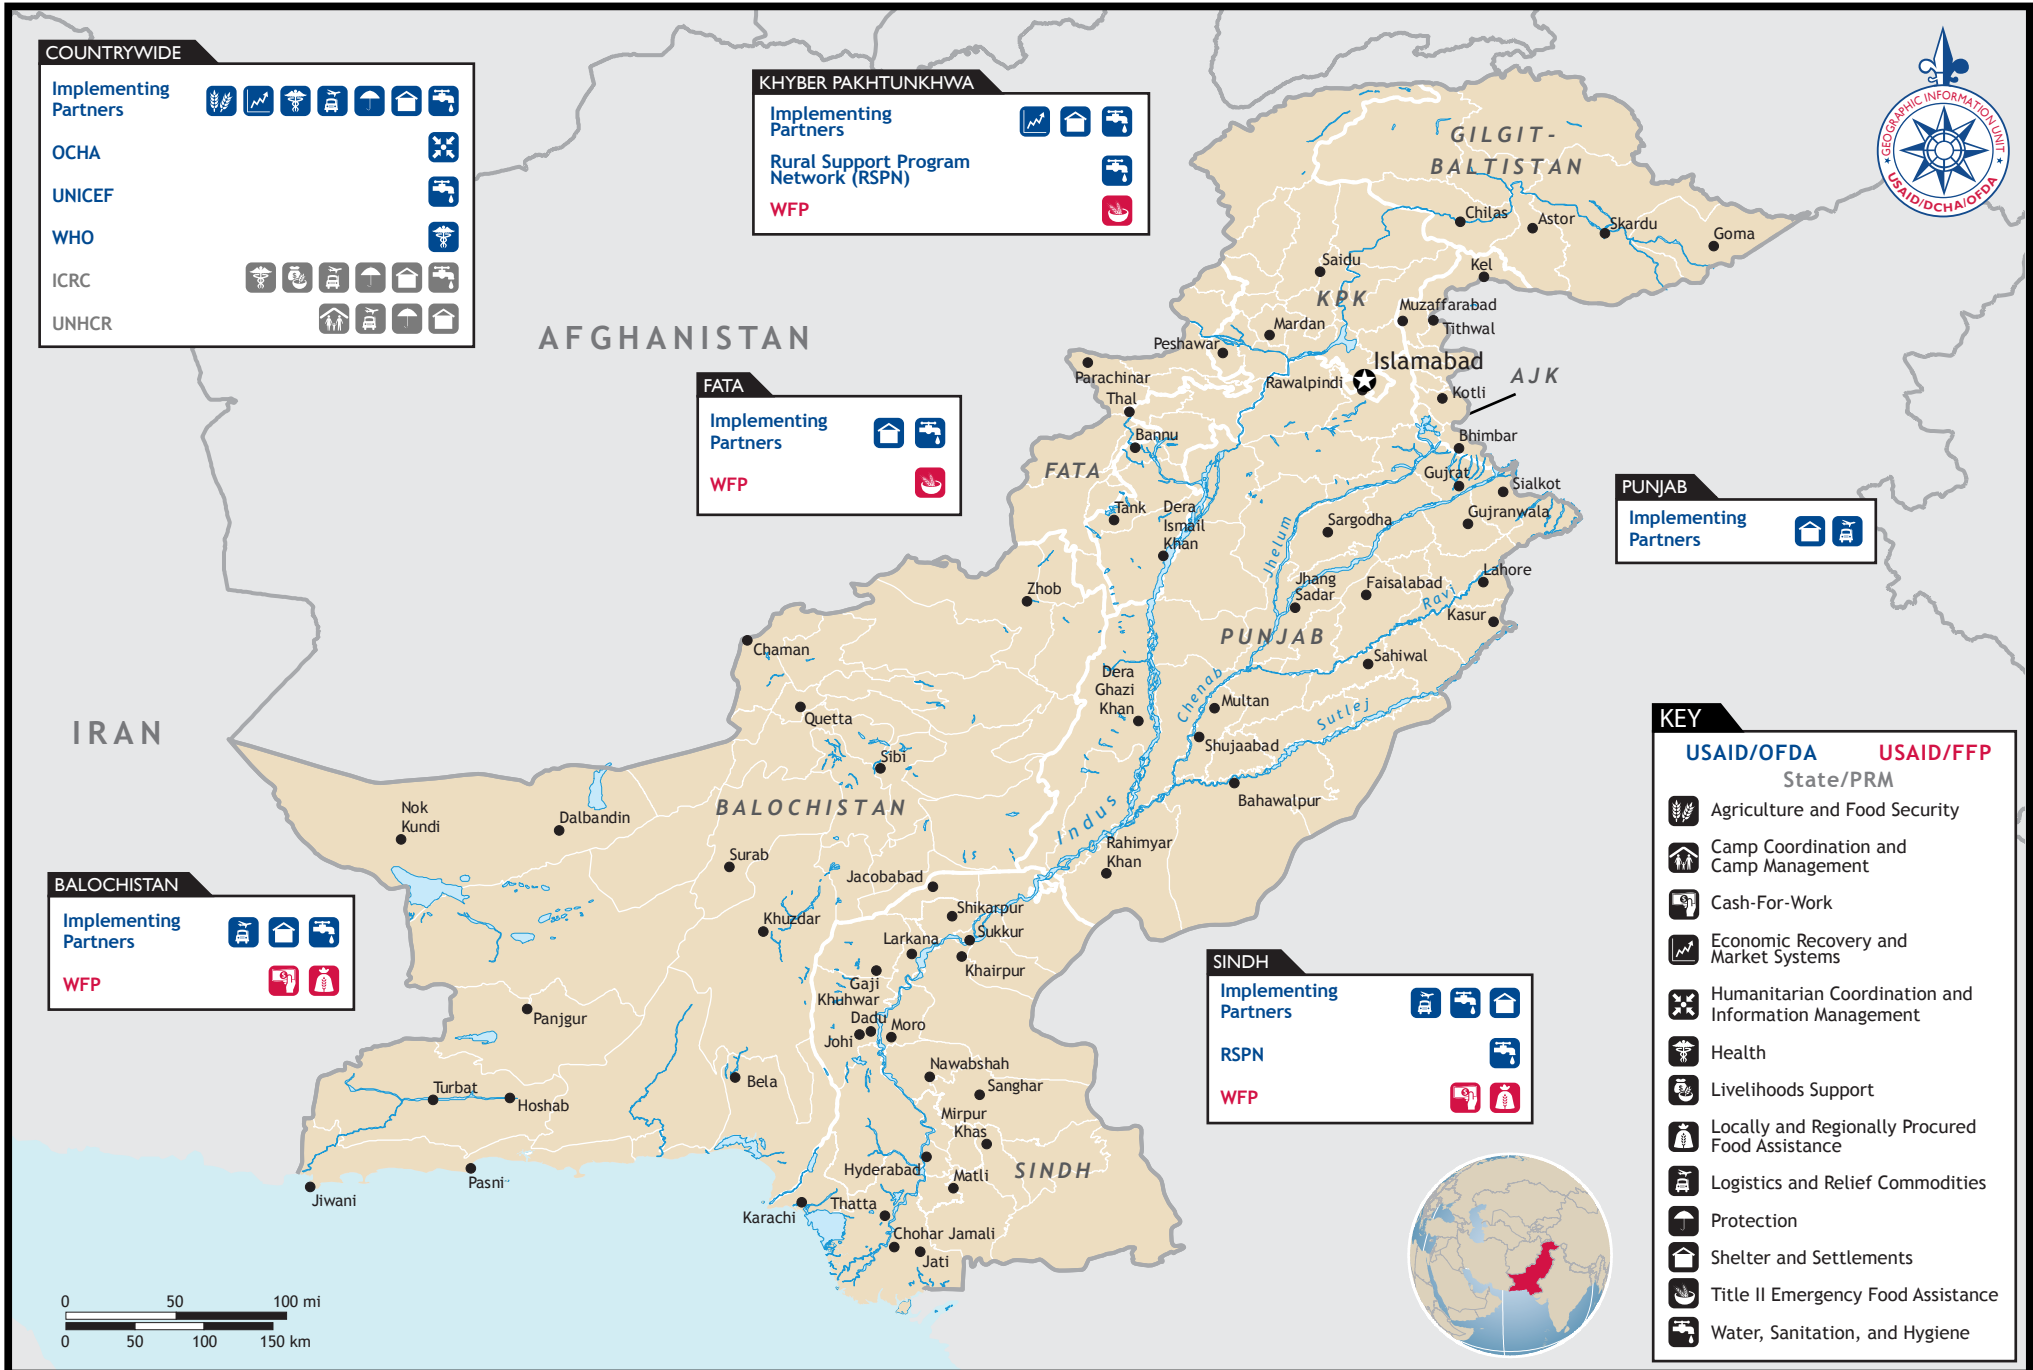 COUNTRYWIDE
Implementing
Partners
OCHA
UNICEF
WHO
ICRC
UNHCR
KHYBER PAKHTUNKHWA
Implementing
Partners
Rural Support Program
Network (RSPN)
WFP
GEOGRAPHIC INFORMATION UNIT
USAID/DCHA/OFDA
GILGIT-
BALTISTAN
Chilas
Astor
Skardu
Goma
Saidu
Kel
KPK
Muzaffarabad
Tithwal
Mardan
Peshawar
AFGHANISTAN
Islamabad
Parachinar
Rawalpindi
AJK
Kotli
Thal
Bannu
Bhimbar
FATA
Implementing
Partners
WFP
FATA
Gujrat
Sialkot
Tank
Dera
Ismail
Khan
Sargodha
Gujranwala
Jhelum
PUNJAB
Implementing
Partners
Zhob
Jhang
Sadar
Faisalabad
Lahore
Ravi
Kasur
PUNJAB
Chaman
Sahiwal
Dera
Ghazi
Khan
Chenab
Multan
Sutlej
Quetta
Shujaabad
IRAN
Sibi
Bahawalpur
BALOCHISTAN
Nok
Kundi
Dalbandin
Indus
Rahimyar
Khan
Surab
Jacobabad
Shikarpur
Khuzdar
Sukkur
Larkana
Khairpur
BALOCHISTAN
Implementing
Partners
WFP
Gaji
Khuhwar
Dadu
Moro
Johi
Panjgur
Nawabshah
Sanghar
Bela
Turbat
Hoshab
Mirpur
Khas
Hyderabad
Matli
SINDH
Jiwani
Pasni
Karachi
Thatta
Chohar Jamali
Jati
SINDH
Implementing
Partners
RSPN
WFP
KEY
USAID/OFDA
USAID/FFP
State/PRM
Agriculture and Food Security
Camp Coordination and
Camp Management
Cash-For-Work
Economic Recovery and
Market Systems
Humanitarian Coordination and
Information Management
Health
Livelihoods Support
Locally and Regionally Procured
Food Assistance
Logistics and Relief Commodities
Protection
Shelter and Settlements
Title II Emergency Food Assistance
Water, Sanitation, and Hygiene
0 50 100 mi
0 50 100 150 km